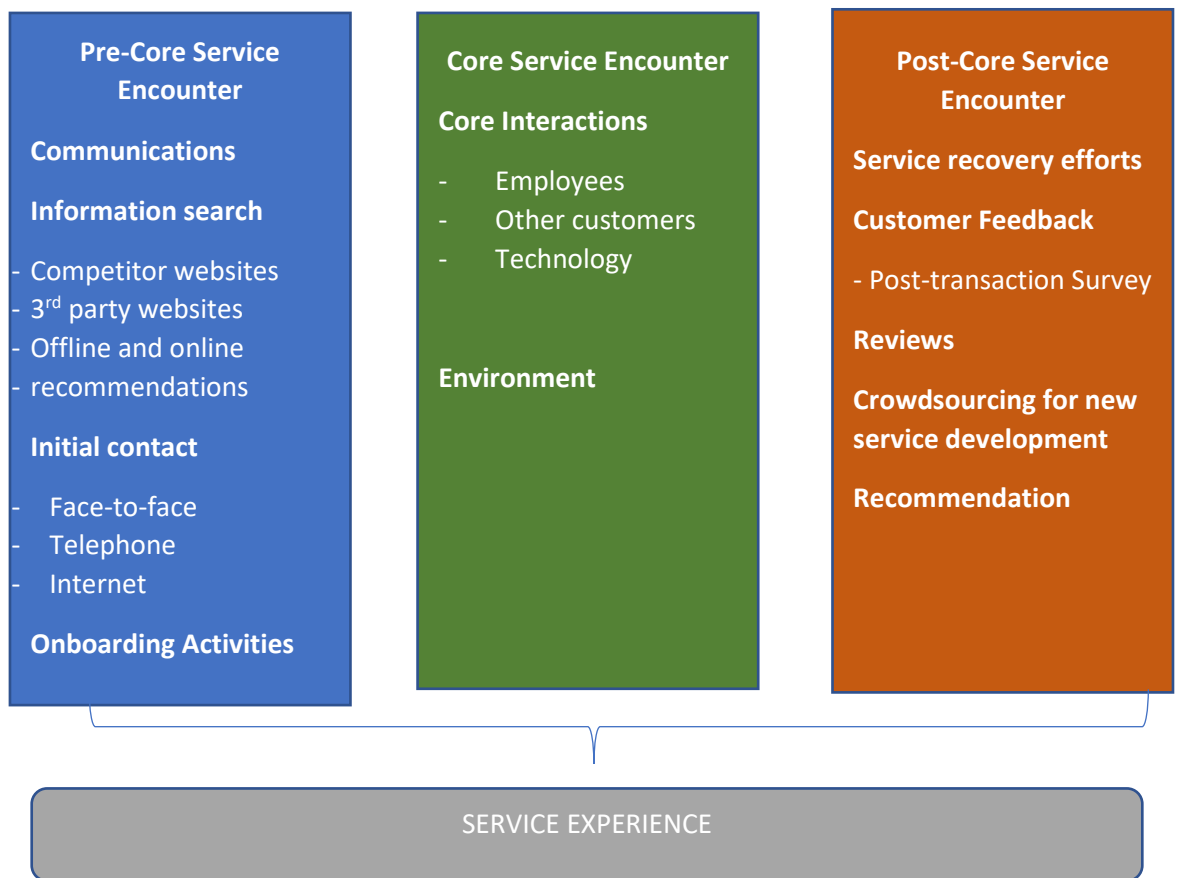 Pre-Core Service
Encounter
Communications
Information search
- Competitor websites
- 3rd party websites
- Offline and online
- recommendations
Initial contact
- Face-to-face
- Telephone
- Internet
Onboarding Activities
Core Service Encounter
Core Interactions
- Employees
- Other customers
- Technology
Environment
Post-Core Service
Encounter
Service recovery efforts
Customer Feedback
- Post-transaction Survey
Reviews
Crowdsourcing for new
service development
Recommendation
SERVICE EXPERIENCE